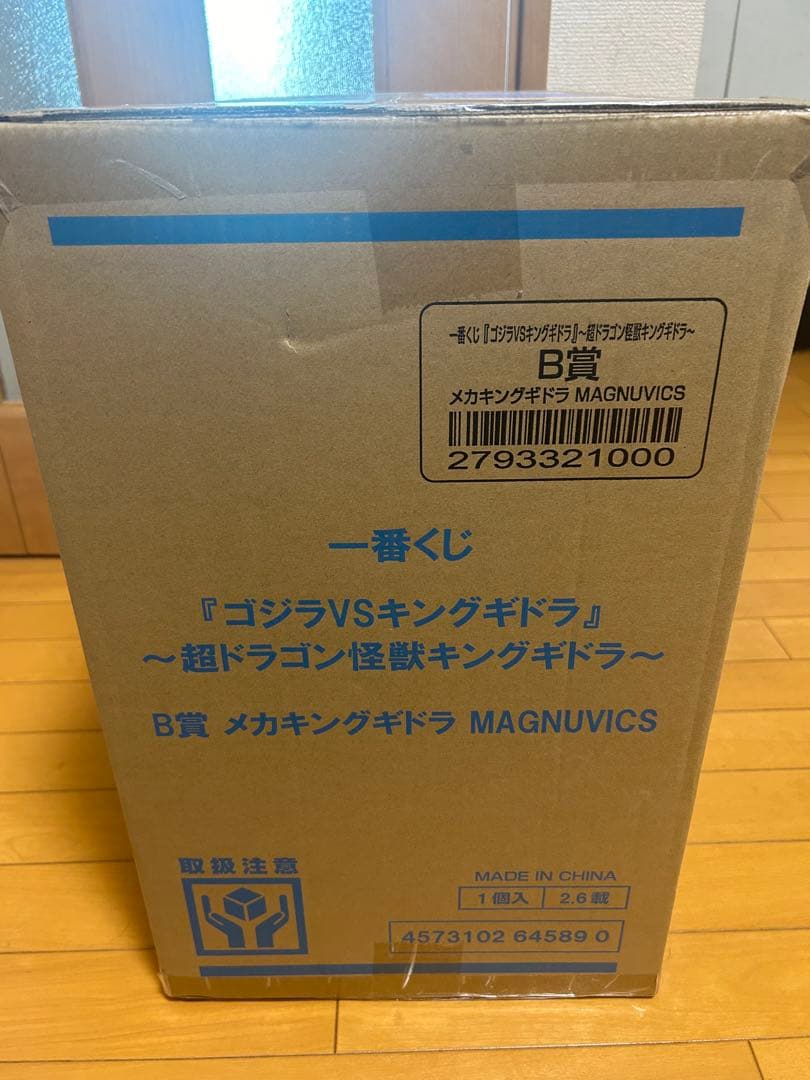 一番くじ『ゴジラVSキングギドラ』～超ドラゴン怪獣キングギドラ～
B賞
メカキングギドラ MAGNUVICS
2793321000
一番くじ
『ゴジラVSキングギドラ』
～超ドラゴン怪獣キングギドラ～
B賞 メカキングギドラ MAGNUVICS
取扱注意
MADE IN CHINA
1個入 2.6載
4573102 64589 0